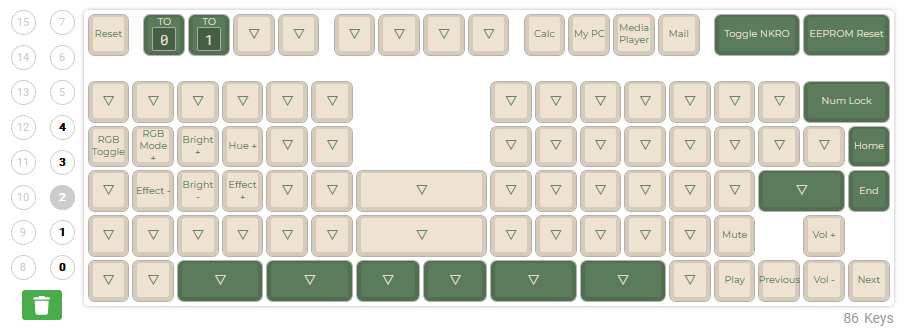 15 7
Reset
TO
0
TO
1
Calc
My PC
Media
Player
Mail
Toggle NKRO
EEPROM Reset
14 6
13 5
Num Lock
12 4
RGB
Toggle
RGB
Mode
+
Bright
+
Hue +
Home
11 3
10 2
Effect -
Bright
-
Effect
+
End
9 1
Mute
Vol +
8 0
Play
Previous
Vol -
Next
86 Keys